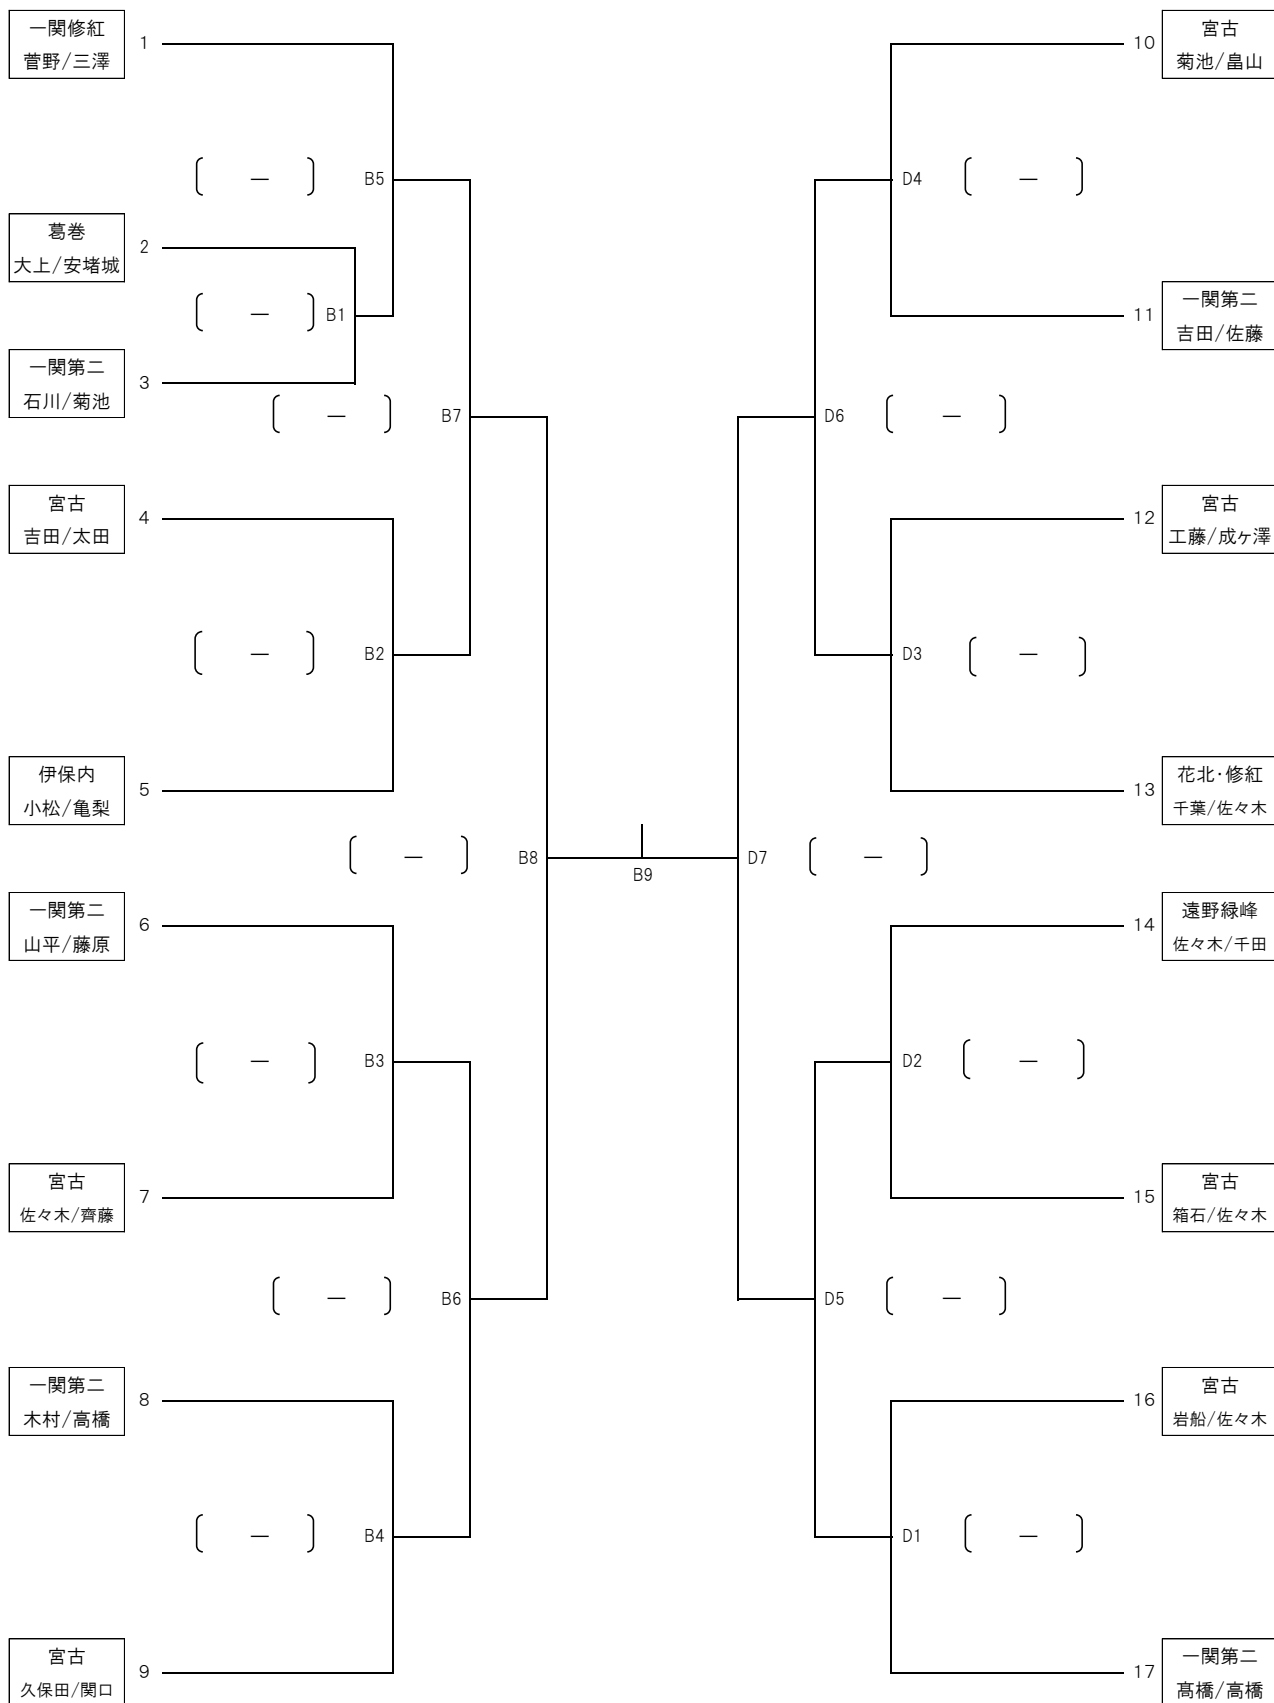 一関修紅
菅野/三澤
1
宮古
菊池/畠山
10
〔 － 〕 B5
D4 〔 － 〕
葛巻
大上/安堵城
2
〔 － 〕 B1
一関第二
吉田/佐藤
11
一関第二
石川/菊池
3
〔 － 〕 B7
D6 〔 － 〕
宮古
吉田/太田
4
宮古
工藤/成ヶ澤
12
〔 － 〕 B2
D3 〔 － 〕
伊保内
小松/亀梨
5
花北・修紅
千葉/佐々木
13
〔 － 〕 B8
B9
D7 〔 － 〕
一関第二
山平/藤原
6
遠野緑峰
佐々木/千田
14
〔 － 〕 B3
D2 〔 － 〕
宮古
佐々木/齊藤
7
宮古
箱石/佐々木
15
〔 － 〕 B6
D5 〔 － 〕
一関第二
木村/高橋
8
宮古
岩船/佐々木
16
〔 － 〕 B4
D1 〔 － 〕
宮古
久保田/関口
9
一関第二
髙橋/高橋
17